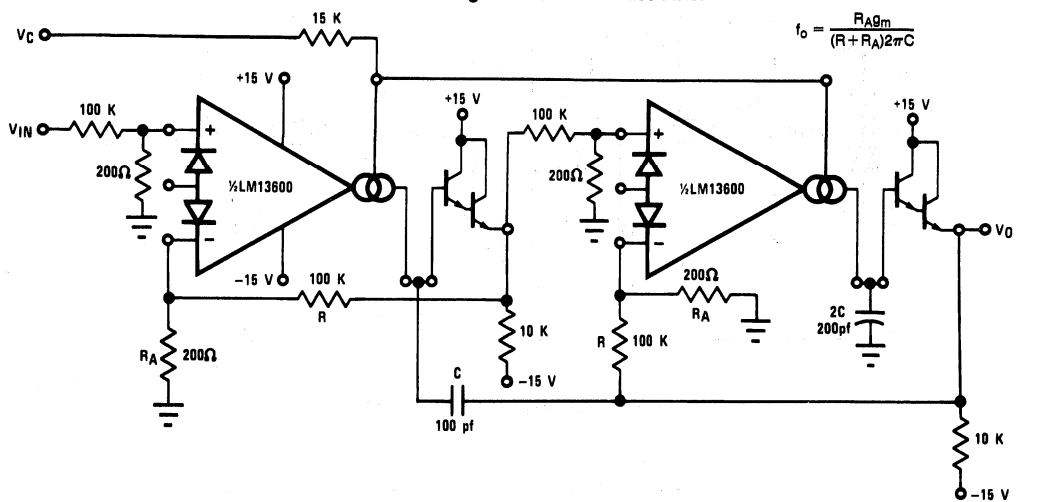 15 K
VC
fo = RAgm / (R+RA)2πC
+15 V
+15 V
+15 V
100 K
100 K
VIN
+
+
200Ω
200Ω
½LM13600
½LM13600
VO
−
−
−15 V
100 K
R
200Ω
RA
2C
200pf
10 K
R
100 K
RA
200Ω
−15 V
C
100 pf
10 K
−15 V